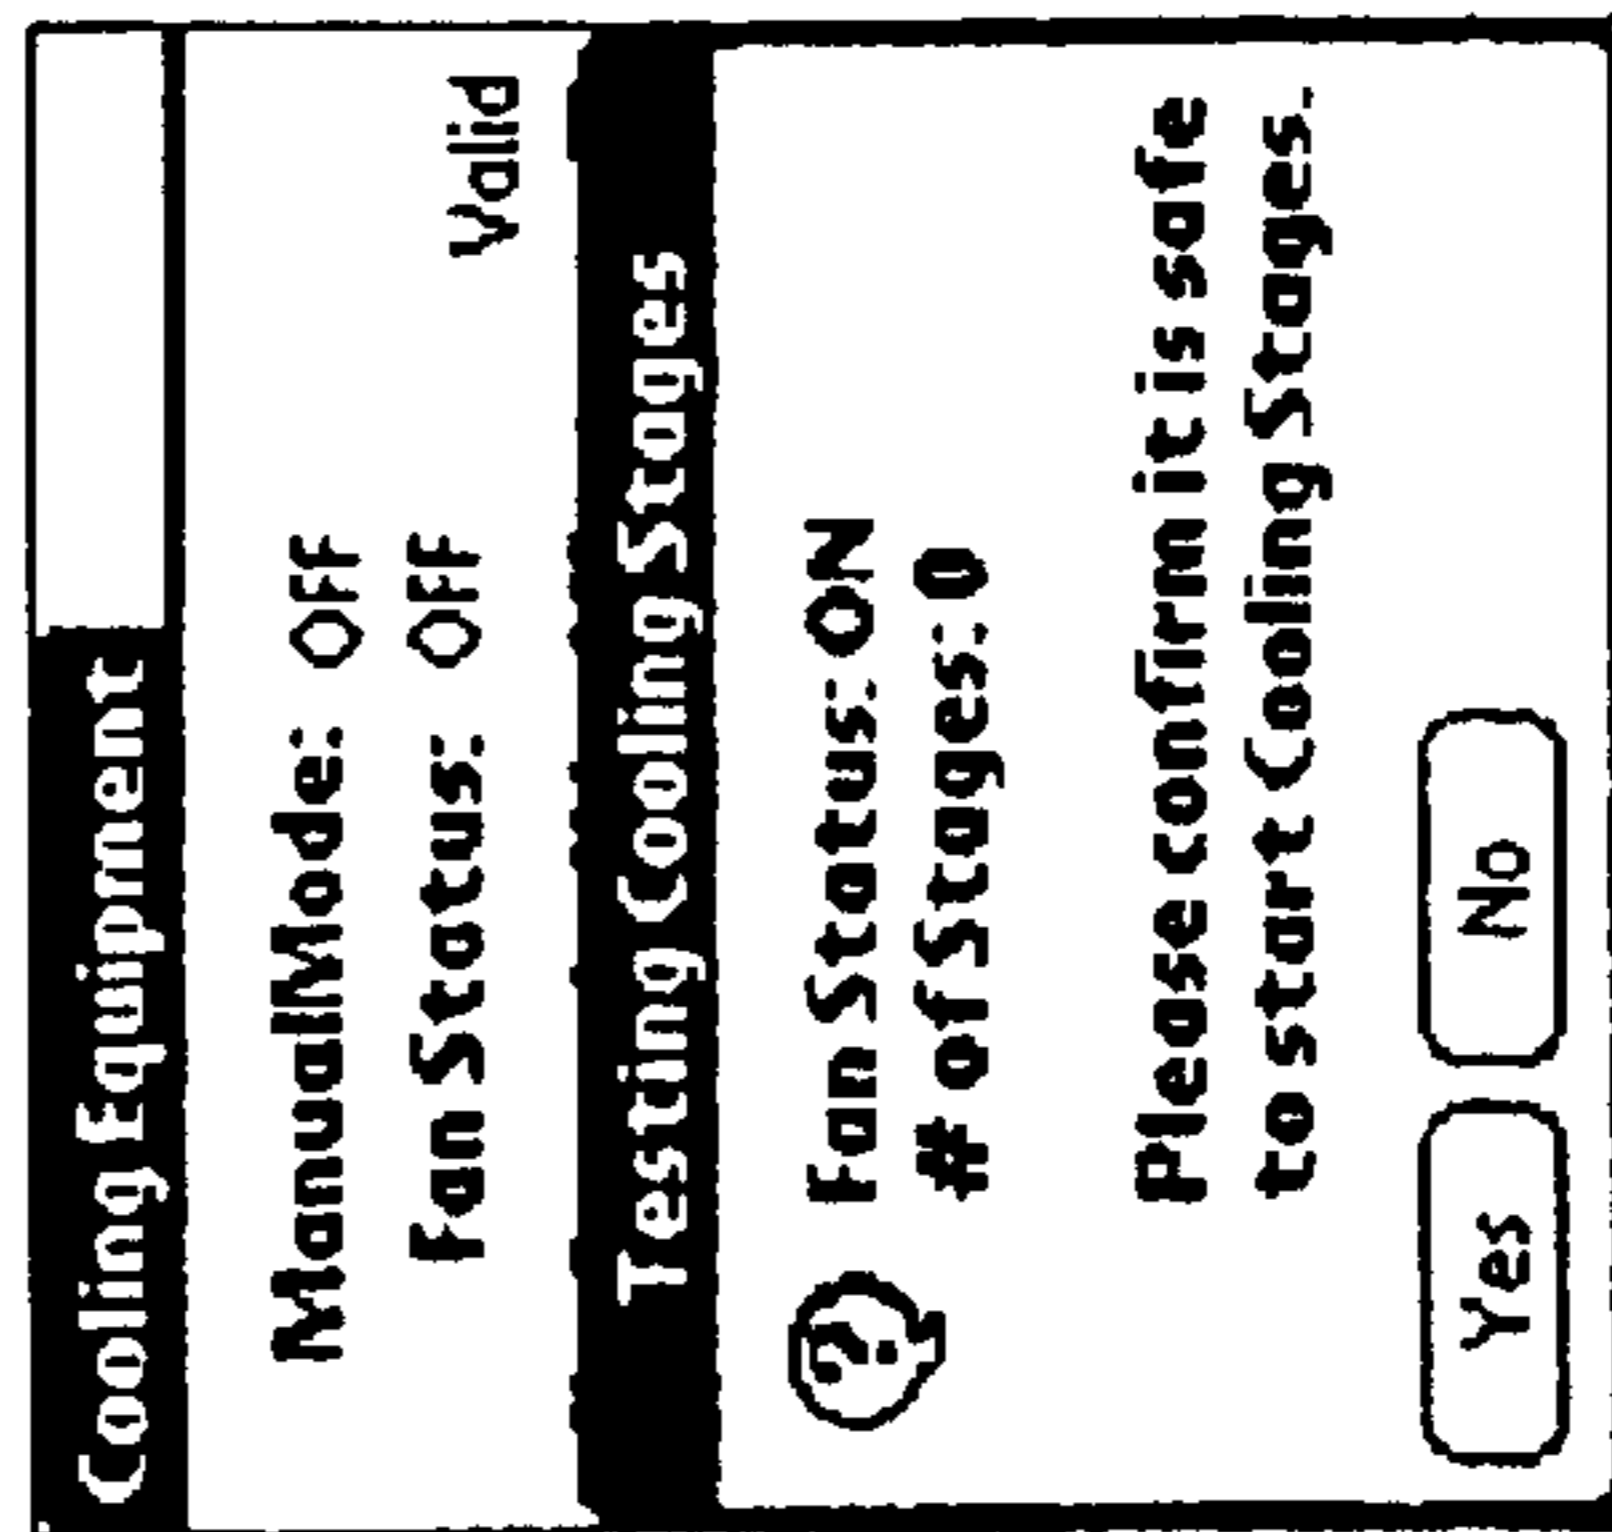 Cooling Equipment
ManualMode: OFF
Fan Status: OFF
Valid
Testing Cooling Stages
Fan Status: ON
# of Stages: 0
Please confirm it is safe
to start Cooling Stages.
Yes No